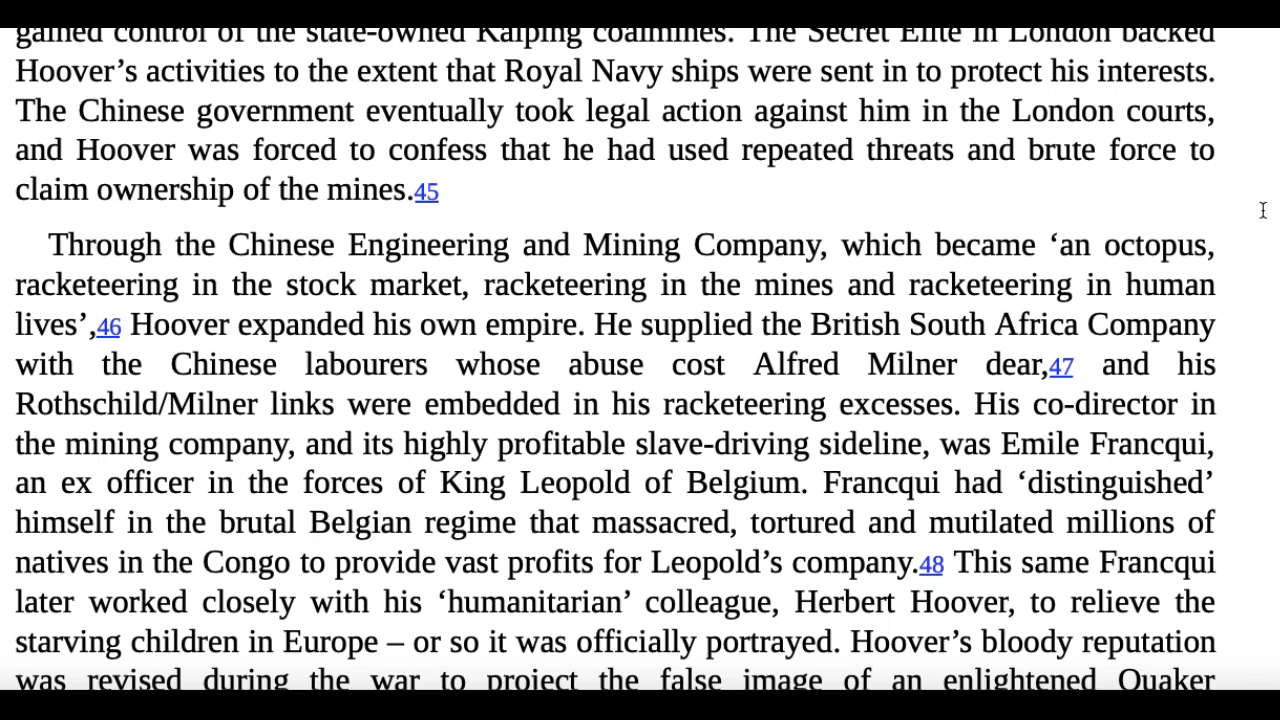 gained control of the state-owned Kaiping coalmines. The Secret Elite in London backed
Hoover’s activities to the extent that Royal Navy ships were sent in to protect his interests.
The Chinese government eventually took legal action against him in the London courts,
and Hoover was forced to confess that he had used repeated threats and brute force to
claim ownership of the mines.45
Through the Chinese Engineering and Mining Company, which became ‘an octopus,
racketeering in the stock market, racketeering in the mines and racketeering in human
lives’,46 Hoover expanded his own empire. He supplied the British South Africa Company
with the Chinese labourers whose abuse cost Alfred Milner dear,47 and his
Rothschild/Milner links were embedded in his racketeering excesses. His co-director in
the mining company, and its highly profitable slave-driving sideline, was Emile Francqui,
an ex officer in the forces of King Leopold of Belgium. Francqui had ‘distinguished’
himself in the brutal Belgian regime that massacred, tortured and mutilated millions of
natives in the Congo to provide vast profits for Leopold’s company.48 This same Francqui
later worked closely with his ‘humanitarian’ colleague, Herbert Hoover, to relieve the
starving children in Europe – or so it was officially portrayed. Hoover’s bloody reputation
was revised during the war to project the false image of an enlightened Quaker